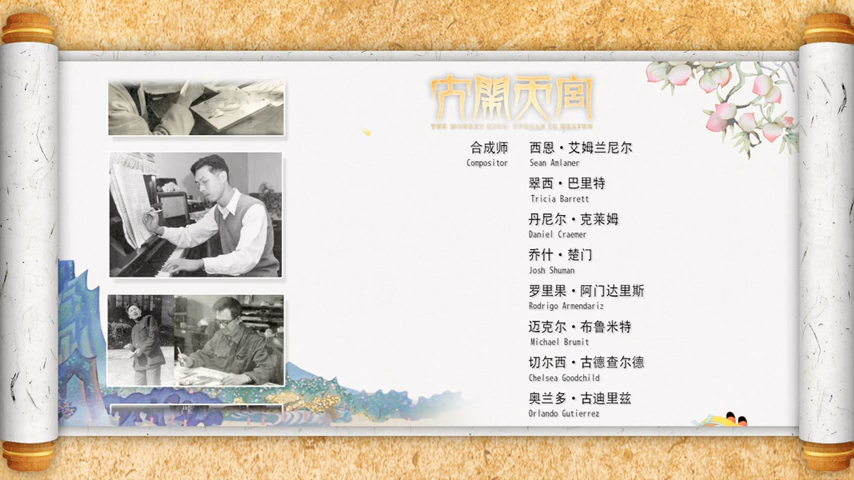 大闹天宫
THE MONKEY KING: UPROAR IN HEAVEN
合成师 西恩·艾姆兰尼尔
Compositor Sean Amlaner
翠西·巴里特
Tricia Barrett
丹尼尔·克莱姆
Daniel Craemer
乔什·楚门
Josh Shuman
罗里果·阿门达里斯
Rodrigo Armendariz
迈克尔·布鲁米特
Michael Brumit
切尔西·古德查尔德
Chelsea Goodchild
奥兰多·古迪里兹
Orlando Gutierrez